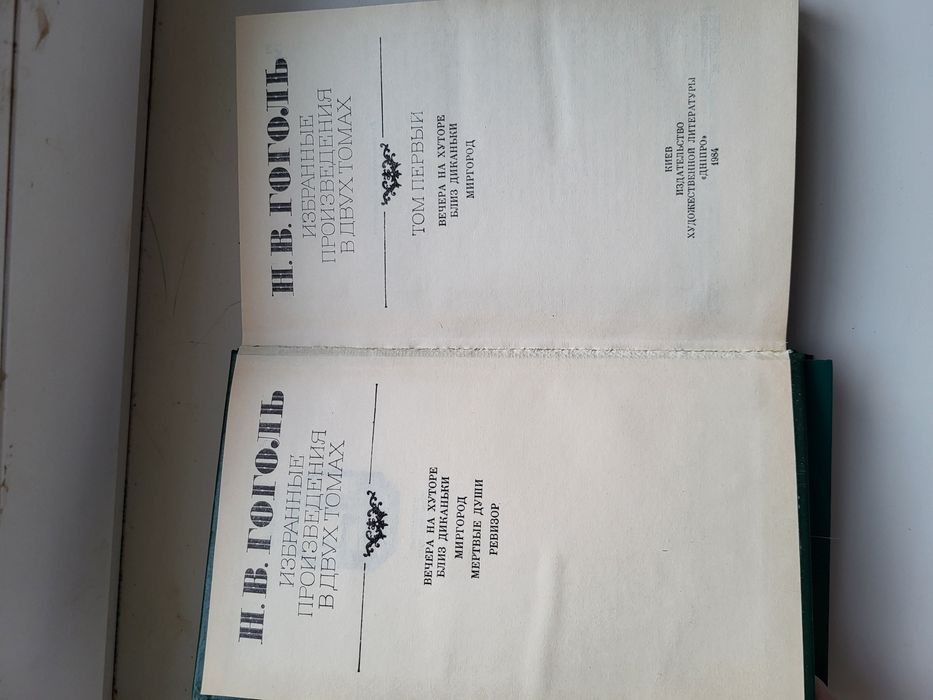 Н. В. ГОГОЛЬ
ИЗБРАННЫЕ
ПРОИЗВЕДЕНИЯ
В ДВУХ ТОМАХ
ВЕЧЕРА НА ХУТОРЕ
БЛИЗ ДИКАНЬКИ
МИРГОРОД
МЕРТВЫЕ ДУШИ
РЕВИЗОР
Н. В. ГОГОЛЬ
ИЗБРАННЫЕ
ПРОИЗВЕДЕНИЯ
В ДВУХ ТОМАХ
ТОМ ПЕРВЫЙ
ВЕЧЕРА НА ХУТОРЕ
БЛИЗ ДИКАНЬКИ
МИРГОРОД
КИЕВ
ИЗДАТЕЛЬСТВО
ХУДОЖЕСТВЕННОЙ ЛИТЕРАТУРЫ
«ДНІПРО»
1984